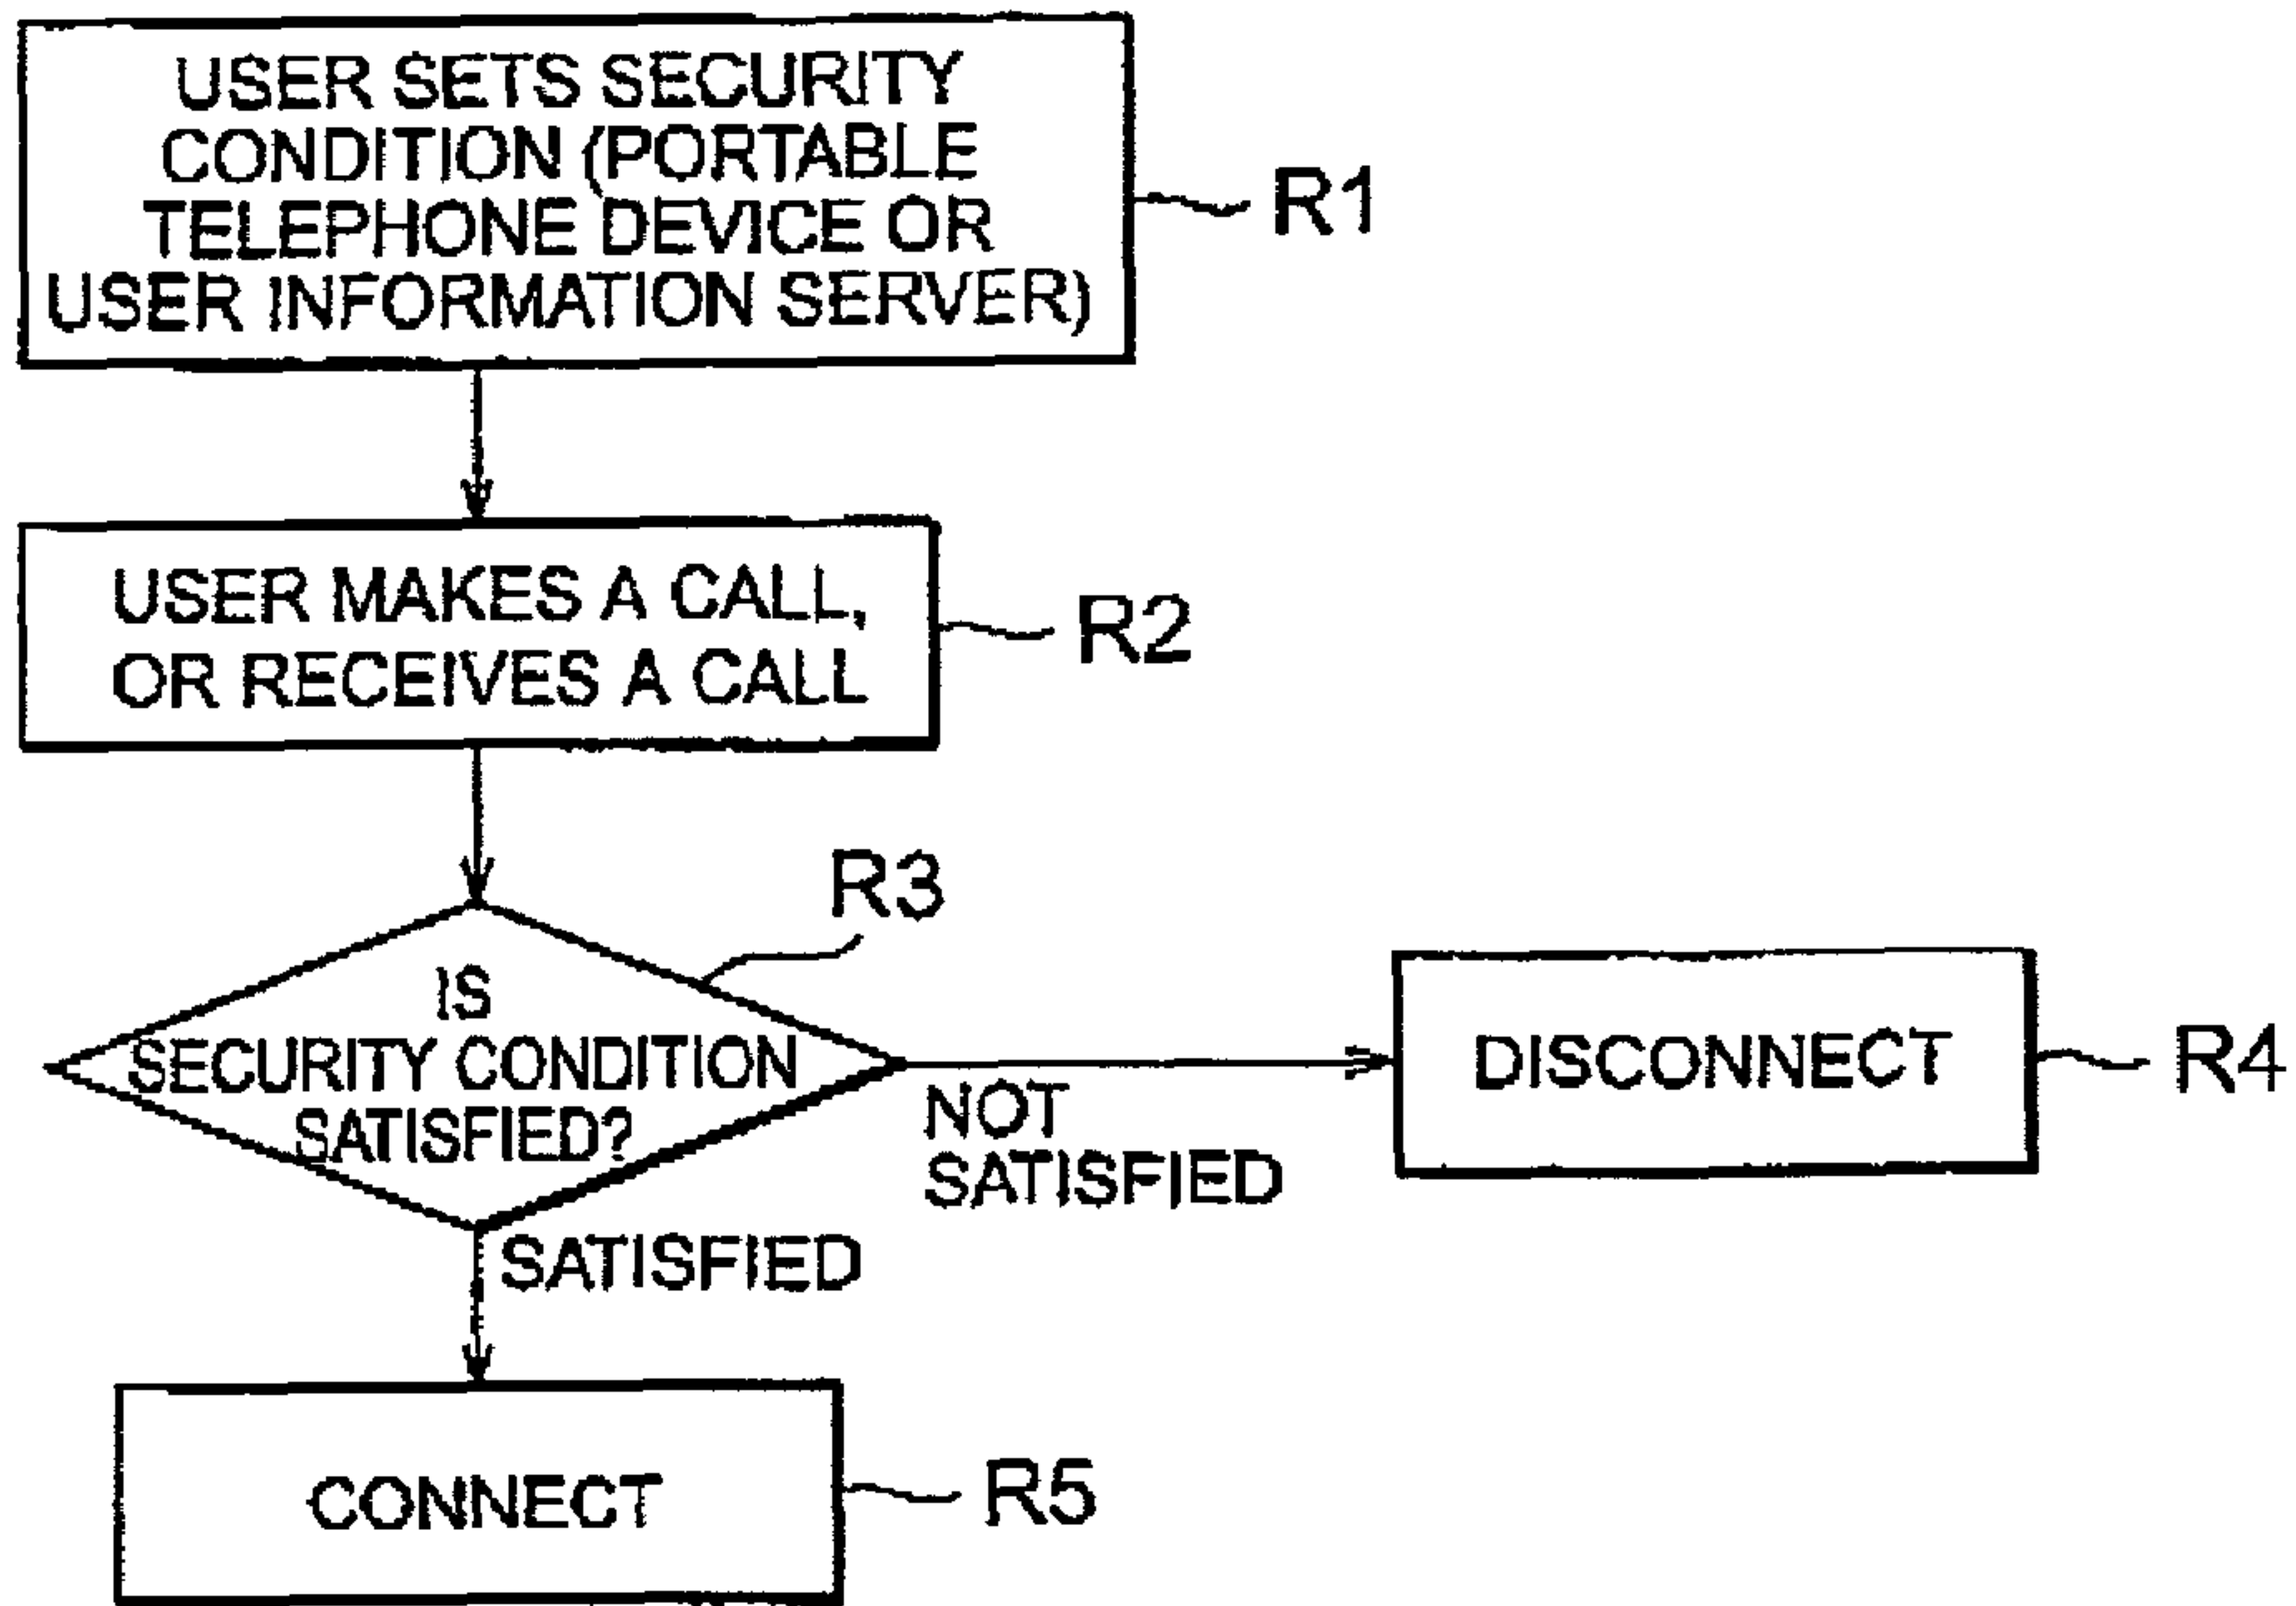 USER SETS SECURITY
CONDITION (PORTABLE
TELEPHONE DEVICE OR
USER INFORMATION SERVER)
R1
USER MAKES A CALL,
OR RECEIVES A CALL
R2
R3
IS
SECURITY CONDITION
SATISFIED?
NOT
SATISFIED
DISCONNECT
R4
SATISFIED
CONNECT
R5